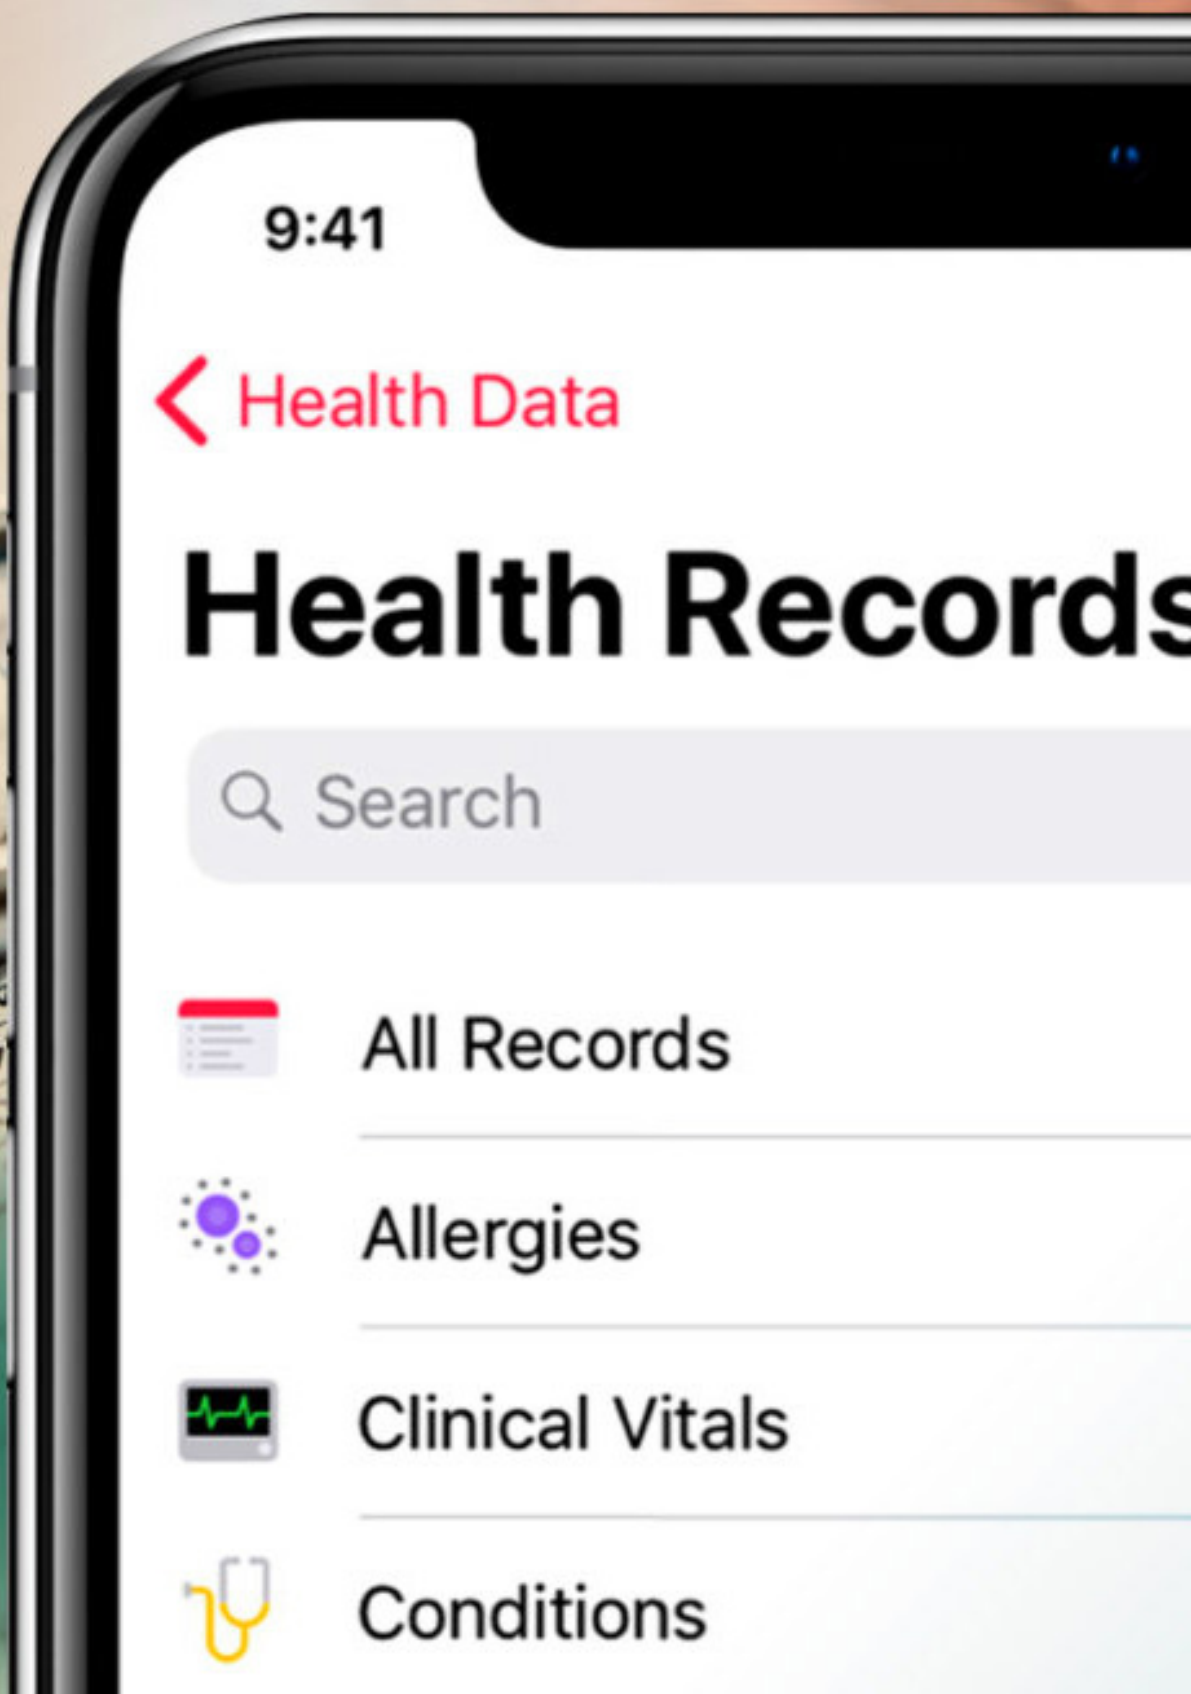 9:41
Health Data
Health Records
Search
All Records
Allergies
Clinical Vitals
Conditions